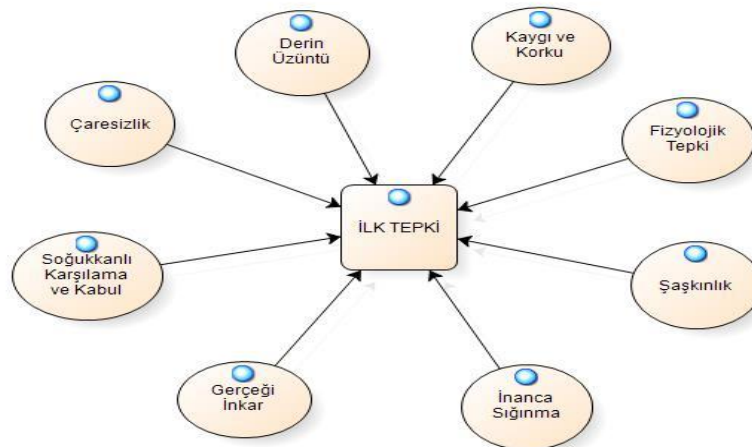 Derin
Üzüntü
Kaygı ve
Korku
Çaresizlik
Fizyolojik
Tepki
İLK TEPKİ
Soğukkanlı
Karşılama
ve Kabul
Şaşkınlık
Gerçeği
İnkar
İnanca
Sığınma